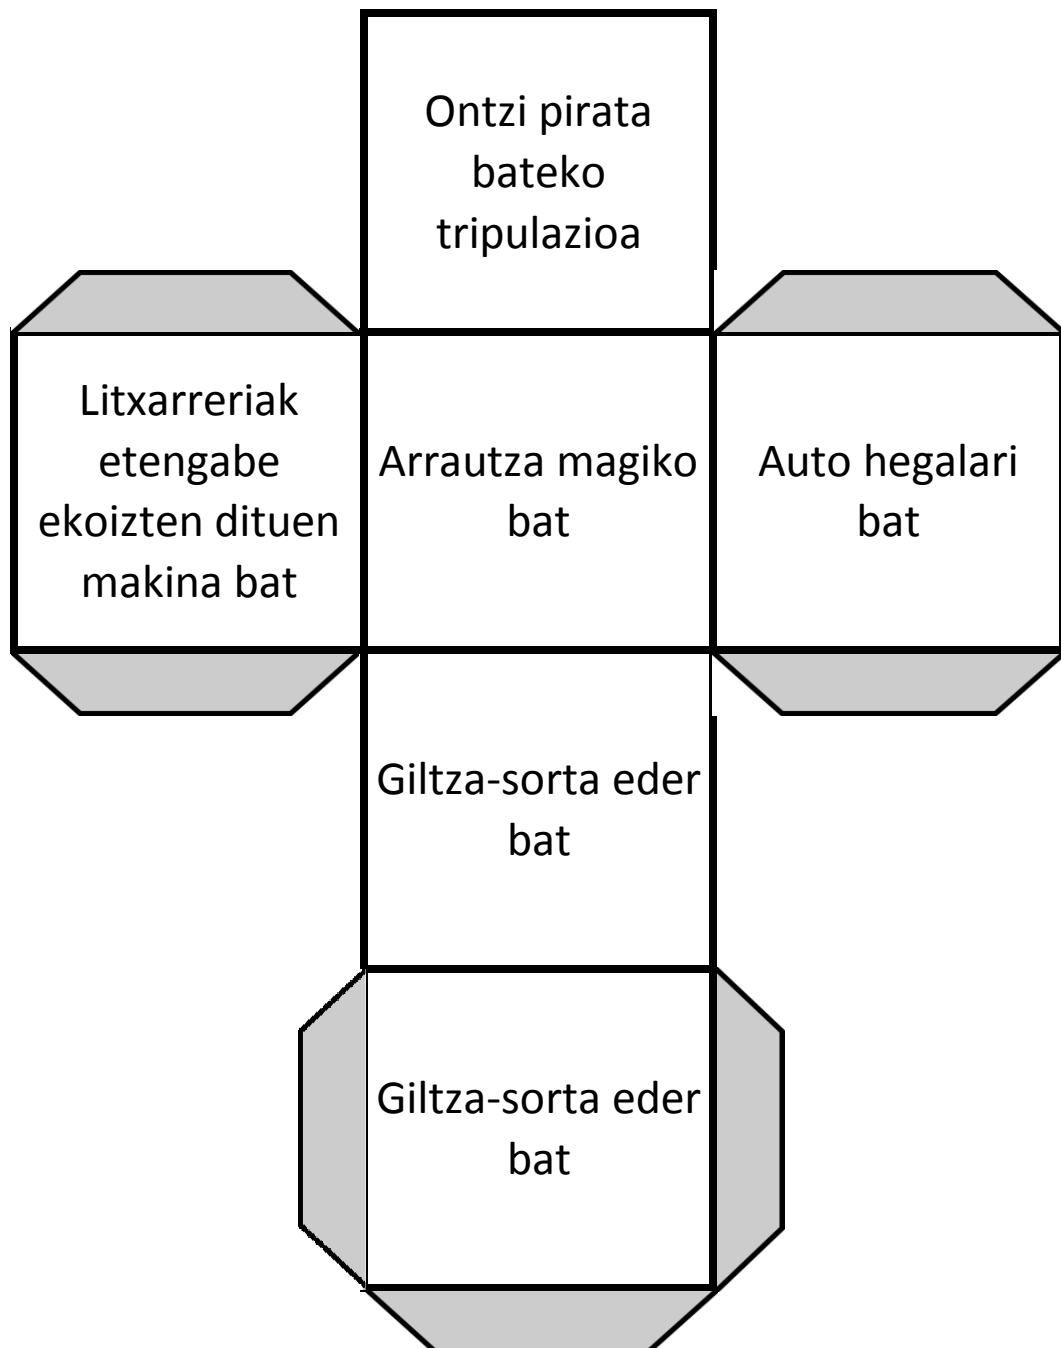 Ontzi pirata
bateko
tripulazioa
Litxarreriak
etengabe
ekoizten dituen
makina bat
Arrautza magiko
bat
Auto hegalari
bat
Giltza-sorta eder
bat
Giltza-sorta eder
bat